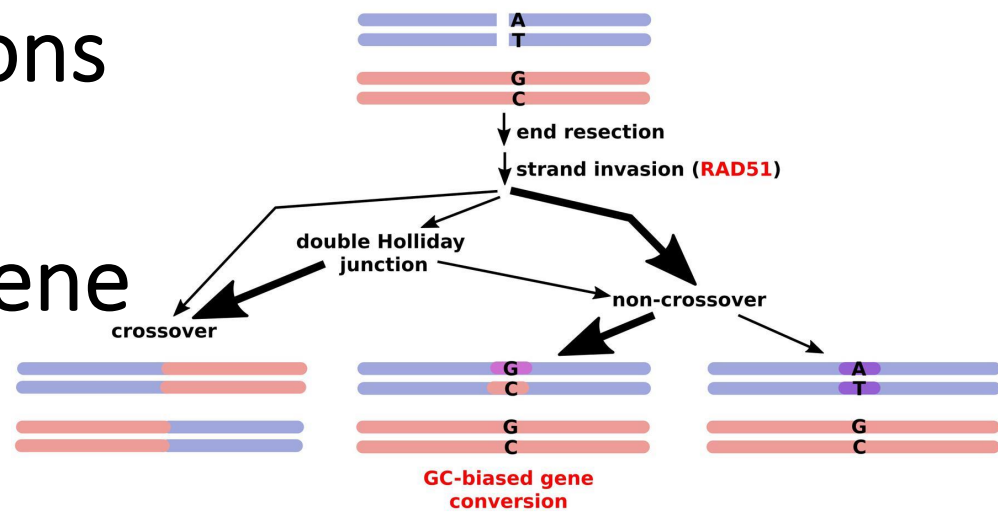 ons
ene
A
T
G
C
end resection
strand invasion (RAD51)
double Holliday
junction
non-crossover
crossover
G
C
G
C
A
T
G
C
GC-biased gene
conversion